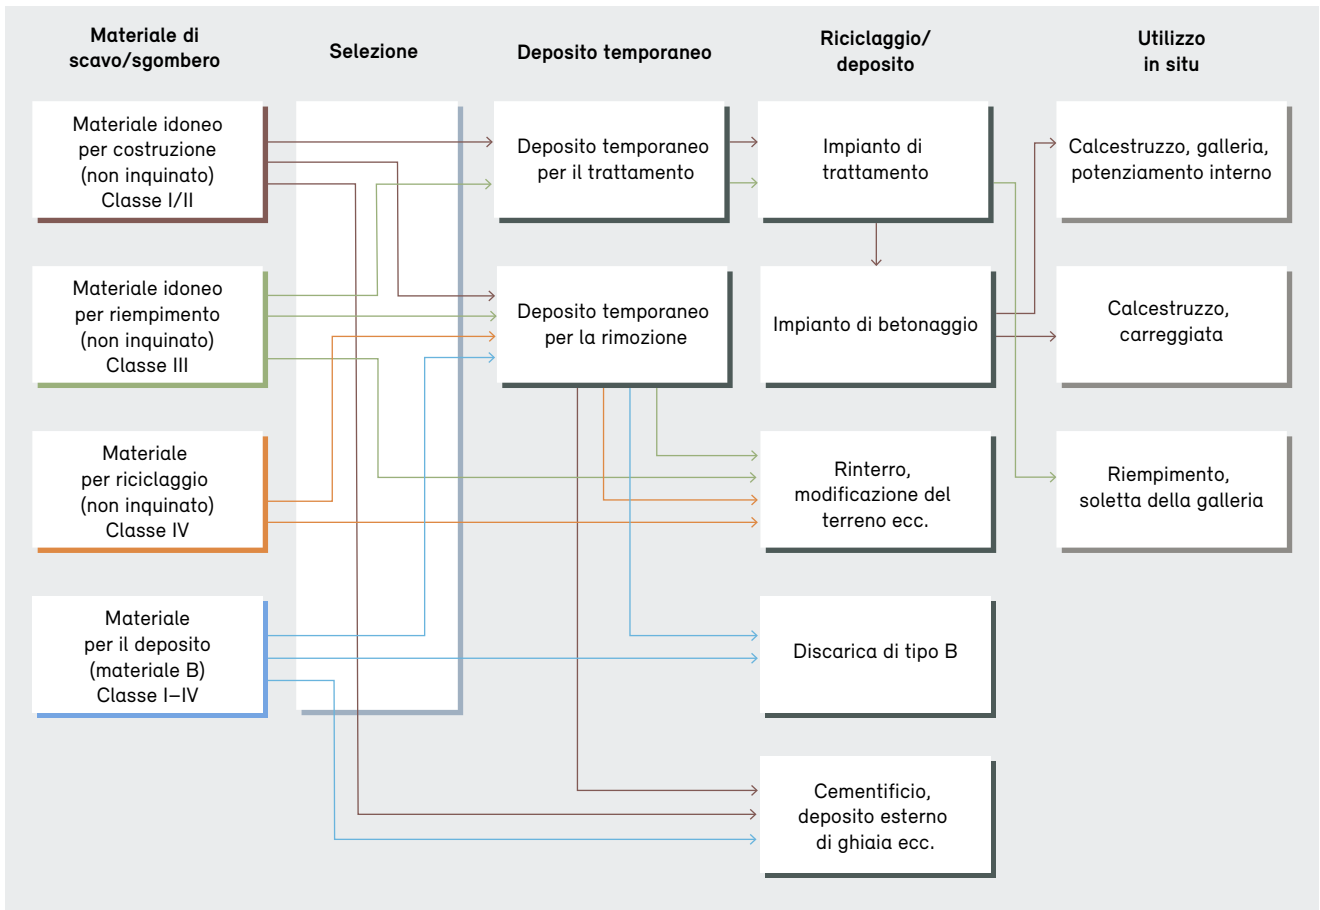 Materiale di
scavo/sgombero
Selezione
Deposito temporaneo
Riciclaggio/
deposito
Utilizzo
in situ
Materiale idoneo
per costruzione
(non inquinato)
Classe I/II
Deposito temporaneo
per il trattamento
Impianto di
trattamento
Calcestruzzo, galleria,
potenziamento interno
Materiale idoneo
per riempimento
(non inquinato)
Classe III
Deposito temporaneo
per la rimozione
Impianto di betonaggio
Calcestruzzo,
carreggiata
Materiale
per riciclaggio
(non inquinato)
Classe IV
Rinterro,
modificazione del
terreno ecc.
Riempimento,
soletta della galleria
Materiale
per il deposito
(materiale B)
Classe I–IV
Discarica di tipo B
Cementificio,
deposito esterno
di ghiaia ecc.